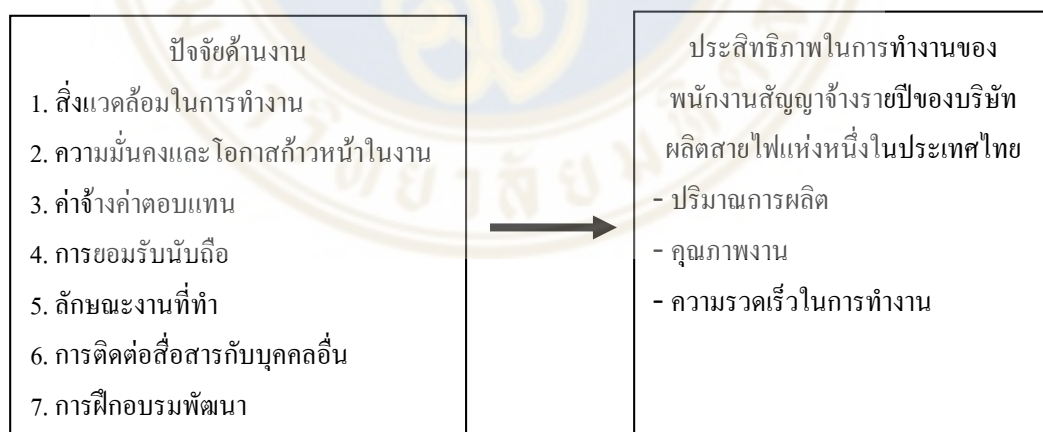 ปัจจัยด้านงาน
1. สิ่งแวดล้อมในการทำงาน
2. ความมั่นคงและโอกาสก้าวหน้าในงาน
3. ค่าจ้างค่าตอบแทน
4. การยอมรับนับถือ
5. ลักษณะงานที่ทำ
6. การติดต่อสื่อสารกับบุคคลอื่น
7. การฝึกอบรมพัฒนา
ประสิทธิภาพในการทำงานของ
พนักงานสัญญาจ้างรายปีของบริษัท
ผลิตสายไฟแห่งหนึ่งในประเทศไทย
- ปริมาณการผลิต
- คุณภาพงาน
- ความรวดเร็วในการทำงาน